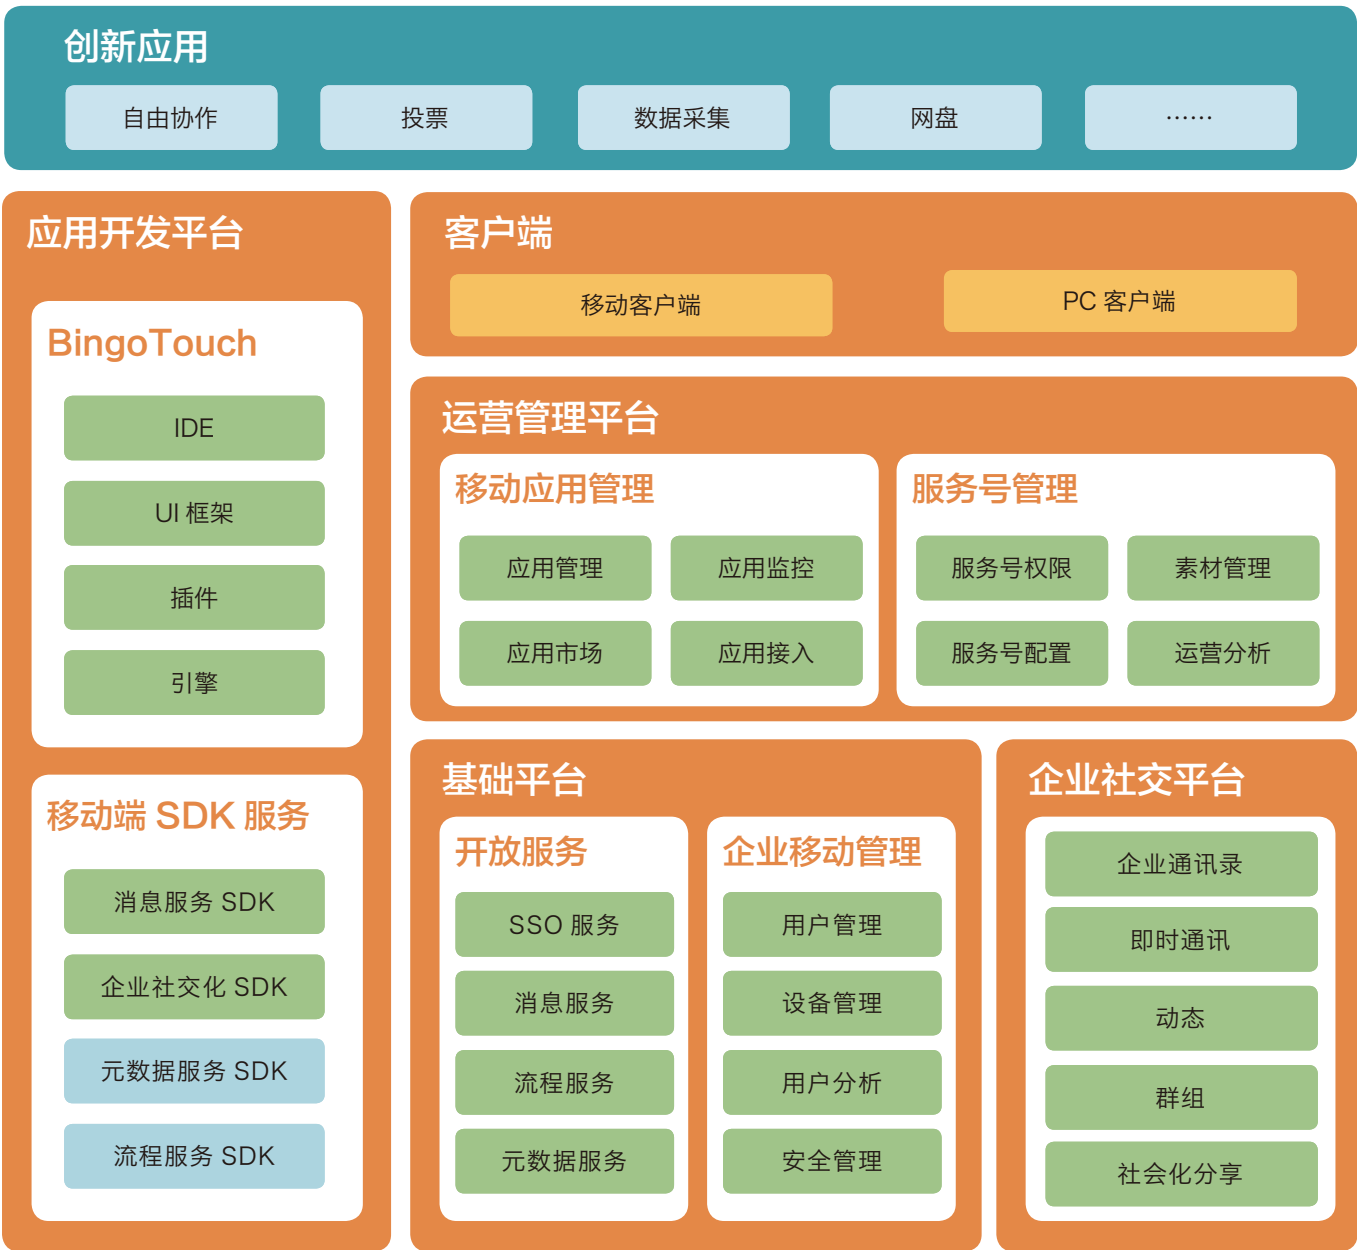 创新应用
自由协作
投票
数据采集
网盘
······
应用开发平台
BingoTouch
IDE
UI 框架
插件
引擎
移动端 SDK 服务
消息服务 SDK
企业社交化 SDK
元数据服务 SDK
流程服务 SDK
客户端
移动客户端
PC 客户端
运营管理平台
移动应用管理
应用管理
应用监控
应用市场
应用接入
服务号管理
服务号权限
素材管理
服务号配置
运营分析
基础平台
开放服务
SSO 服务
消息服务
流程服务
元数据服务
企业移动管理
用户管理
设备管理
用户分析
安全管理
企业社交平台
企业通讯录
即时通讯
动态
群组
社会化分享